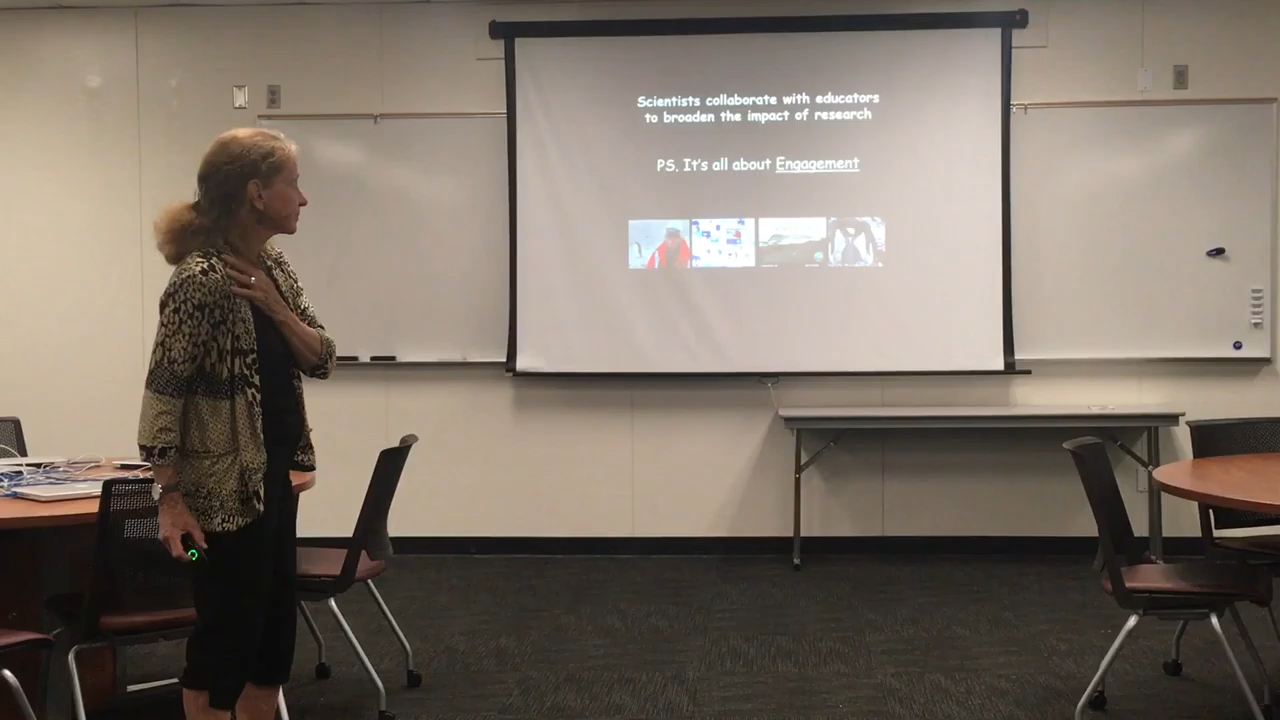 Scientists collaborate with educators
to broaden the impact of research
PS. It's all about Engagement